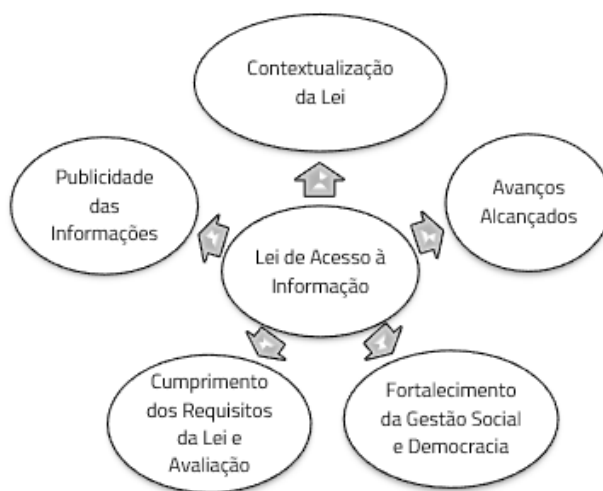 Contextualização
da Lei
Publicidade
das
Informações
Avanços
Alcançados
Lei de Acesso à
Informação
Cumprimento
dos Requisitos
da Lei e
Avaliação
Fortalecimento
da Gestão Social
e Democracia